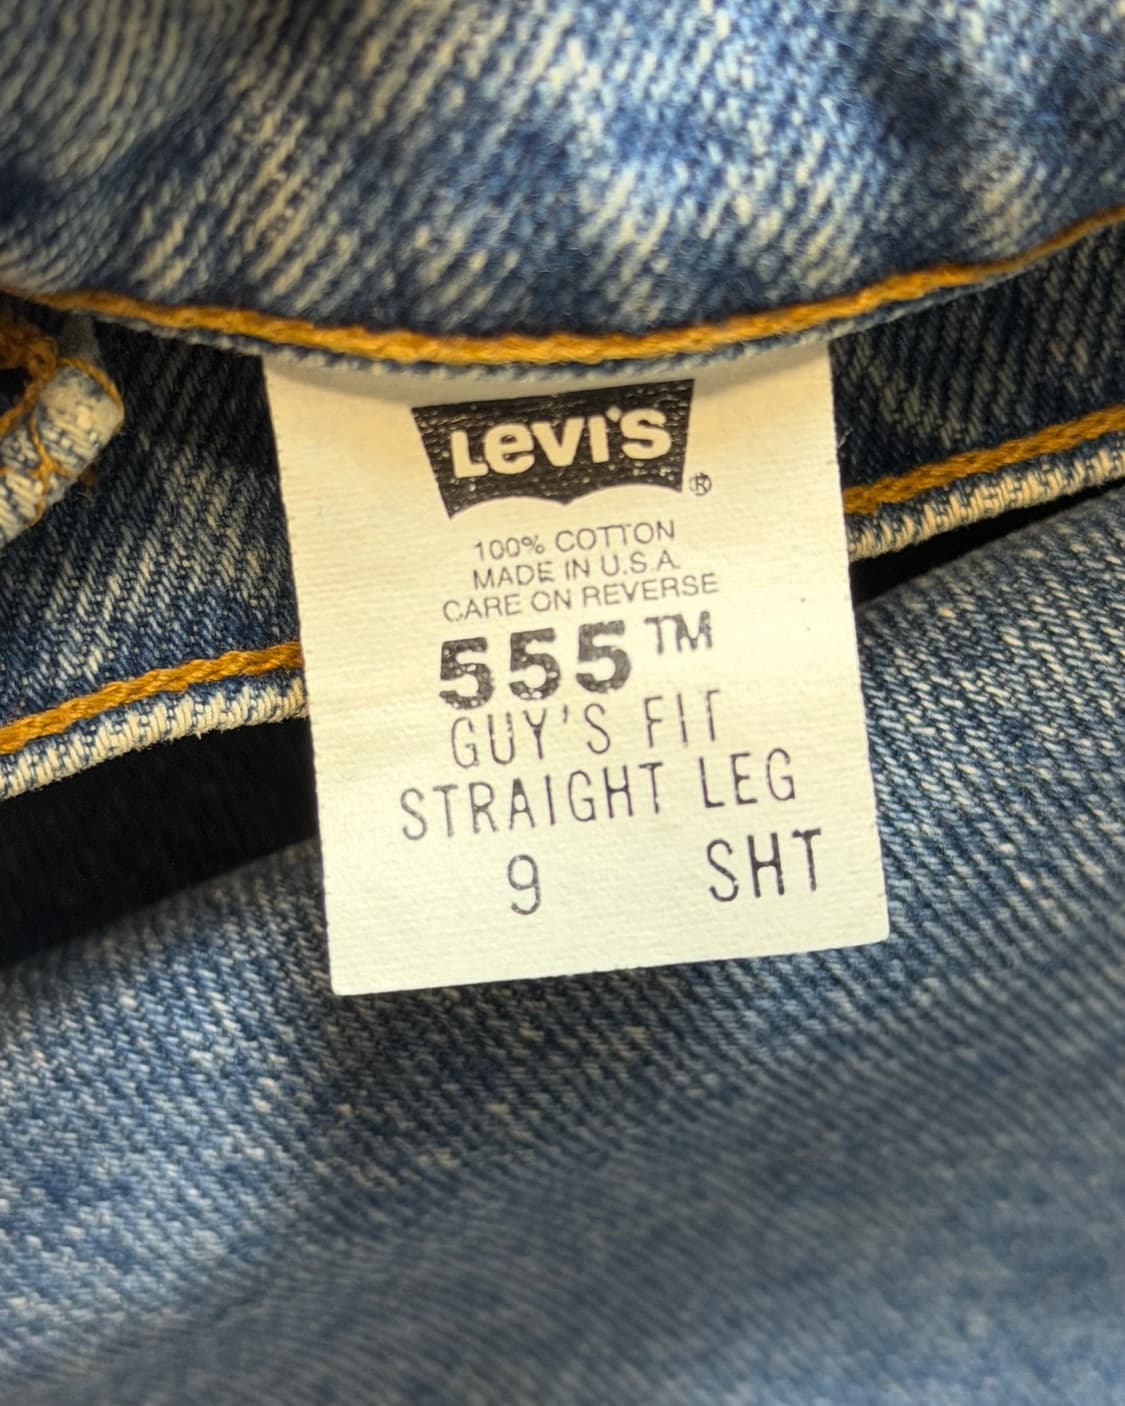 Levi's ®
100% COTTON
MADE IN U.S.A.
CARE ON REVERSE
555™
GUY'S FIT
STRAIGHT LEG
9 SHT